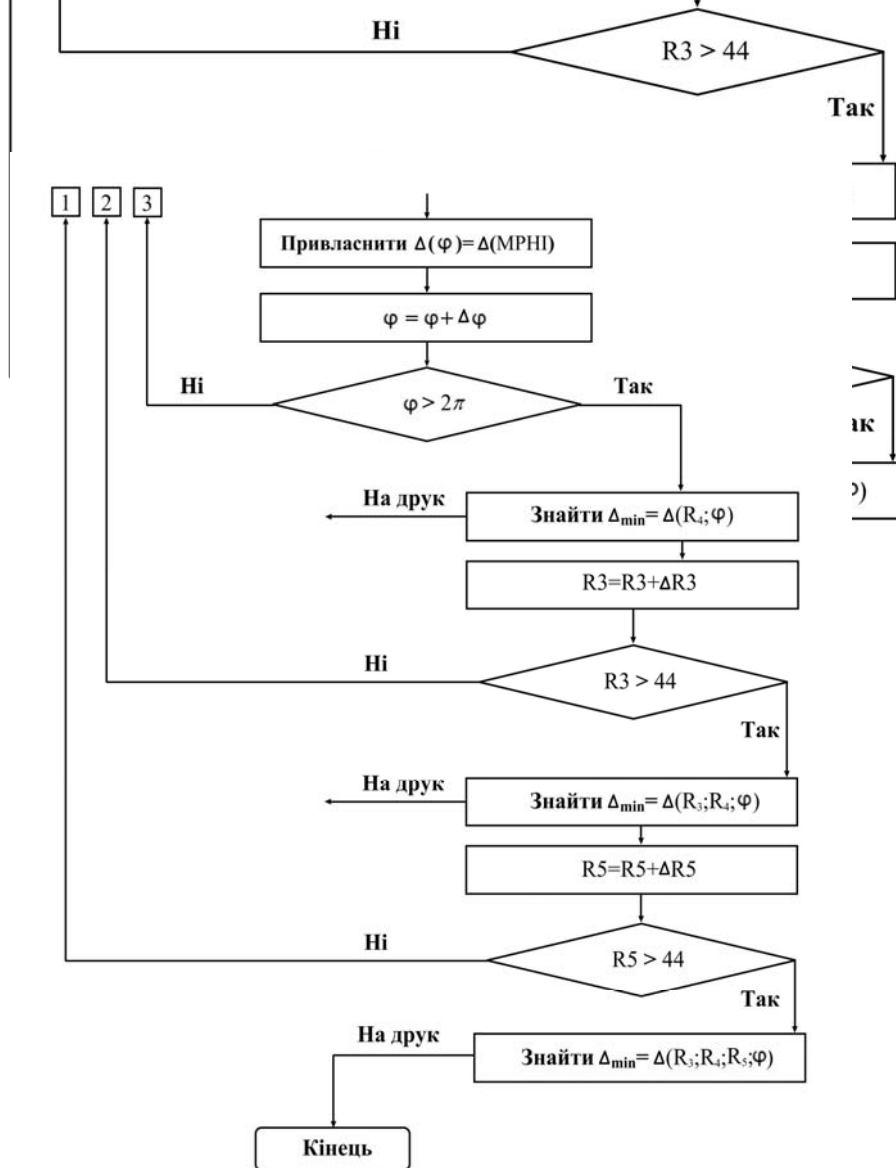 Ні
R3 > 44
Так
1 2 3
Привласнити Δ(φ)=Δ(MPHI)
φ = φ+ Δφ
Ні
Так
φ > 2π
ак
На друк
Знайти Δmin= Δ(R₄;φ)
φ)
R3=R3+ΔR3
Ні
R3 > 44
Так
На друк
Знайти Δmin= Δ(R₃;R₄;φ)
R5=R5+ΔR5
Ні
R5 > 44
Так
На друк
Знайти Δmin= Δ(R₃;R₄;R₅;φ)
Кінець